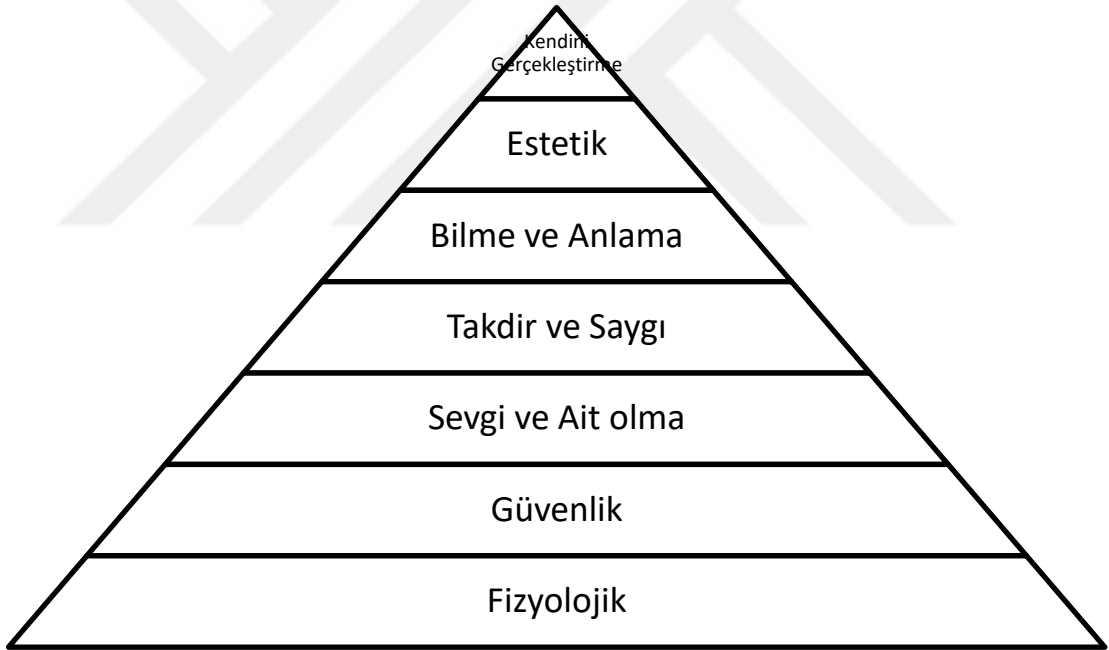 Kendini
Gerçekleştirme
Estetik
Bilme ve Anlama
Takdir ve Saygı
Sevgi ve Ait olma
Güvenlik
Fizyolojik